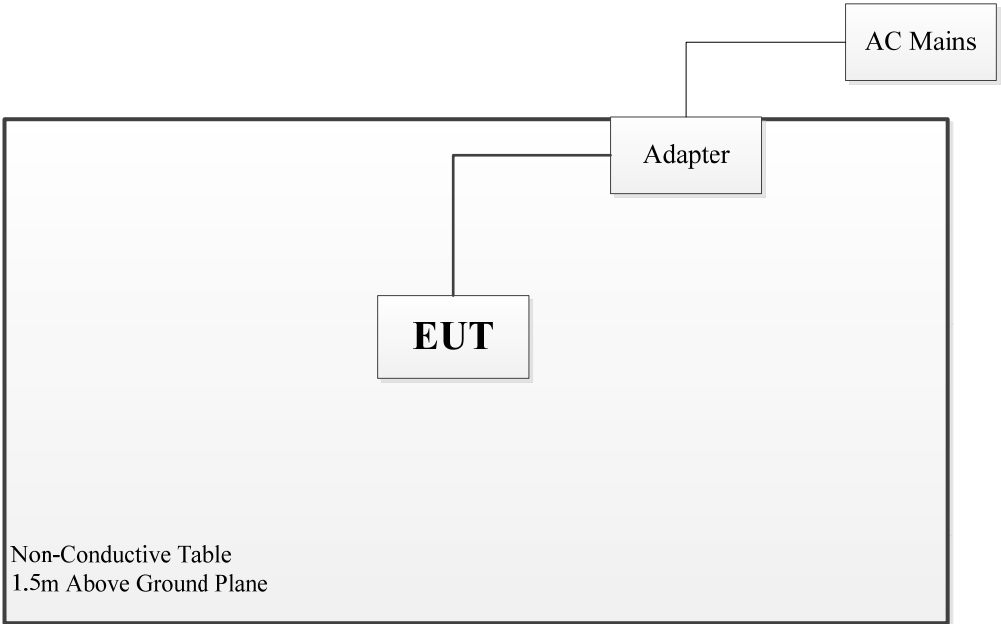 AC Mains
Adapter
EUT
Non-Conductive Table
1.5m Above Ground Plane